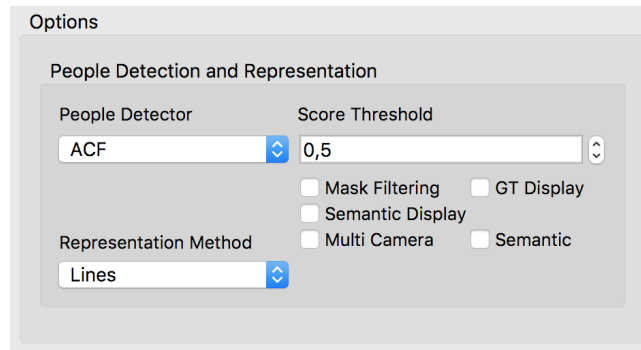 Options
People Detection and Representation
People Detector
Score Threshold
ACF
0,5
Mask Filtering
GT Display
Semantic Display
Representation Method
Multi Camera
Semantic
Lines